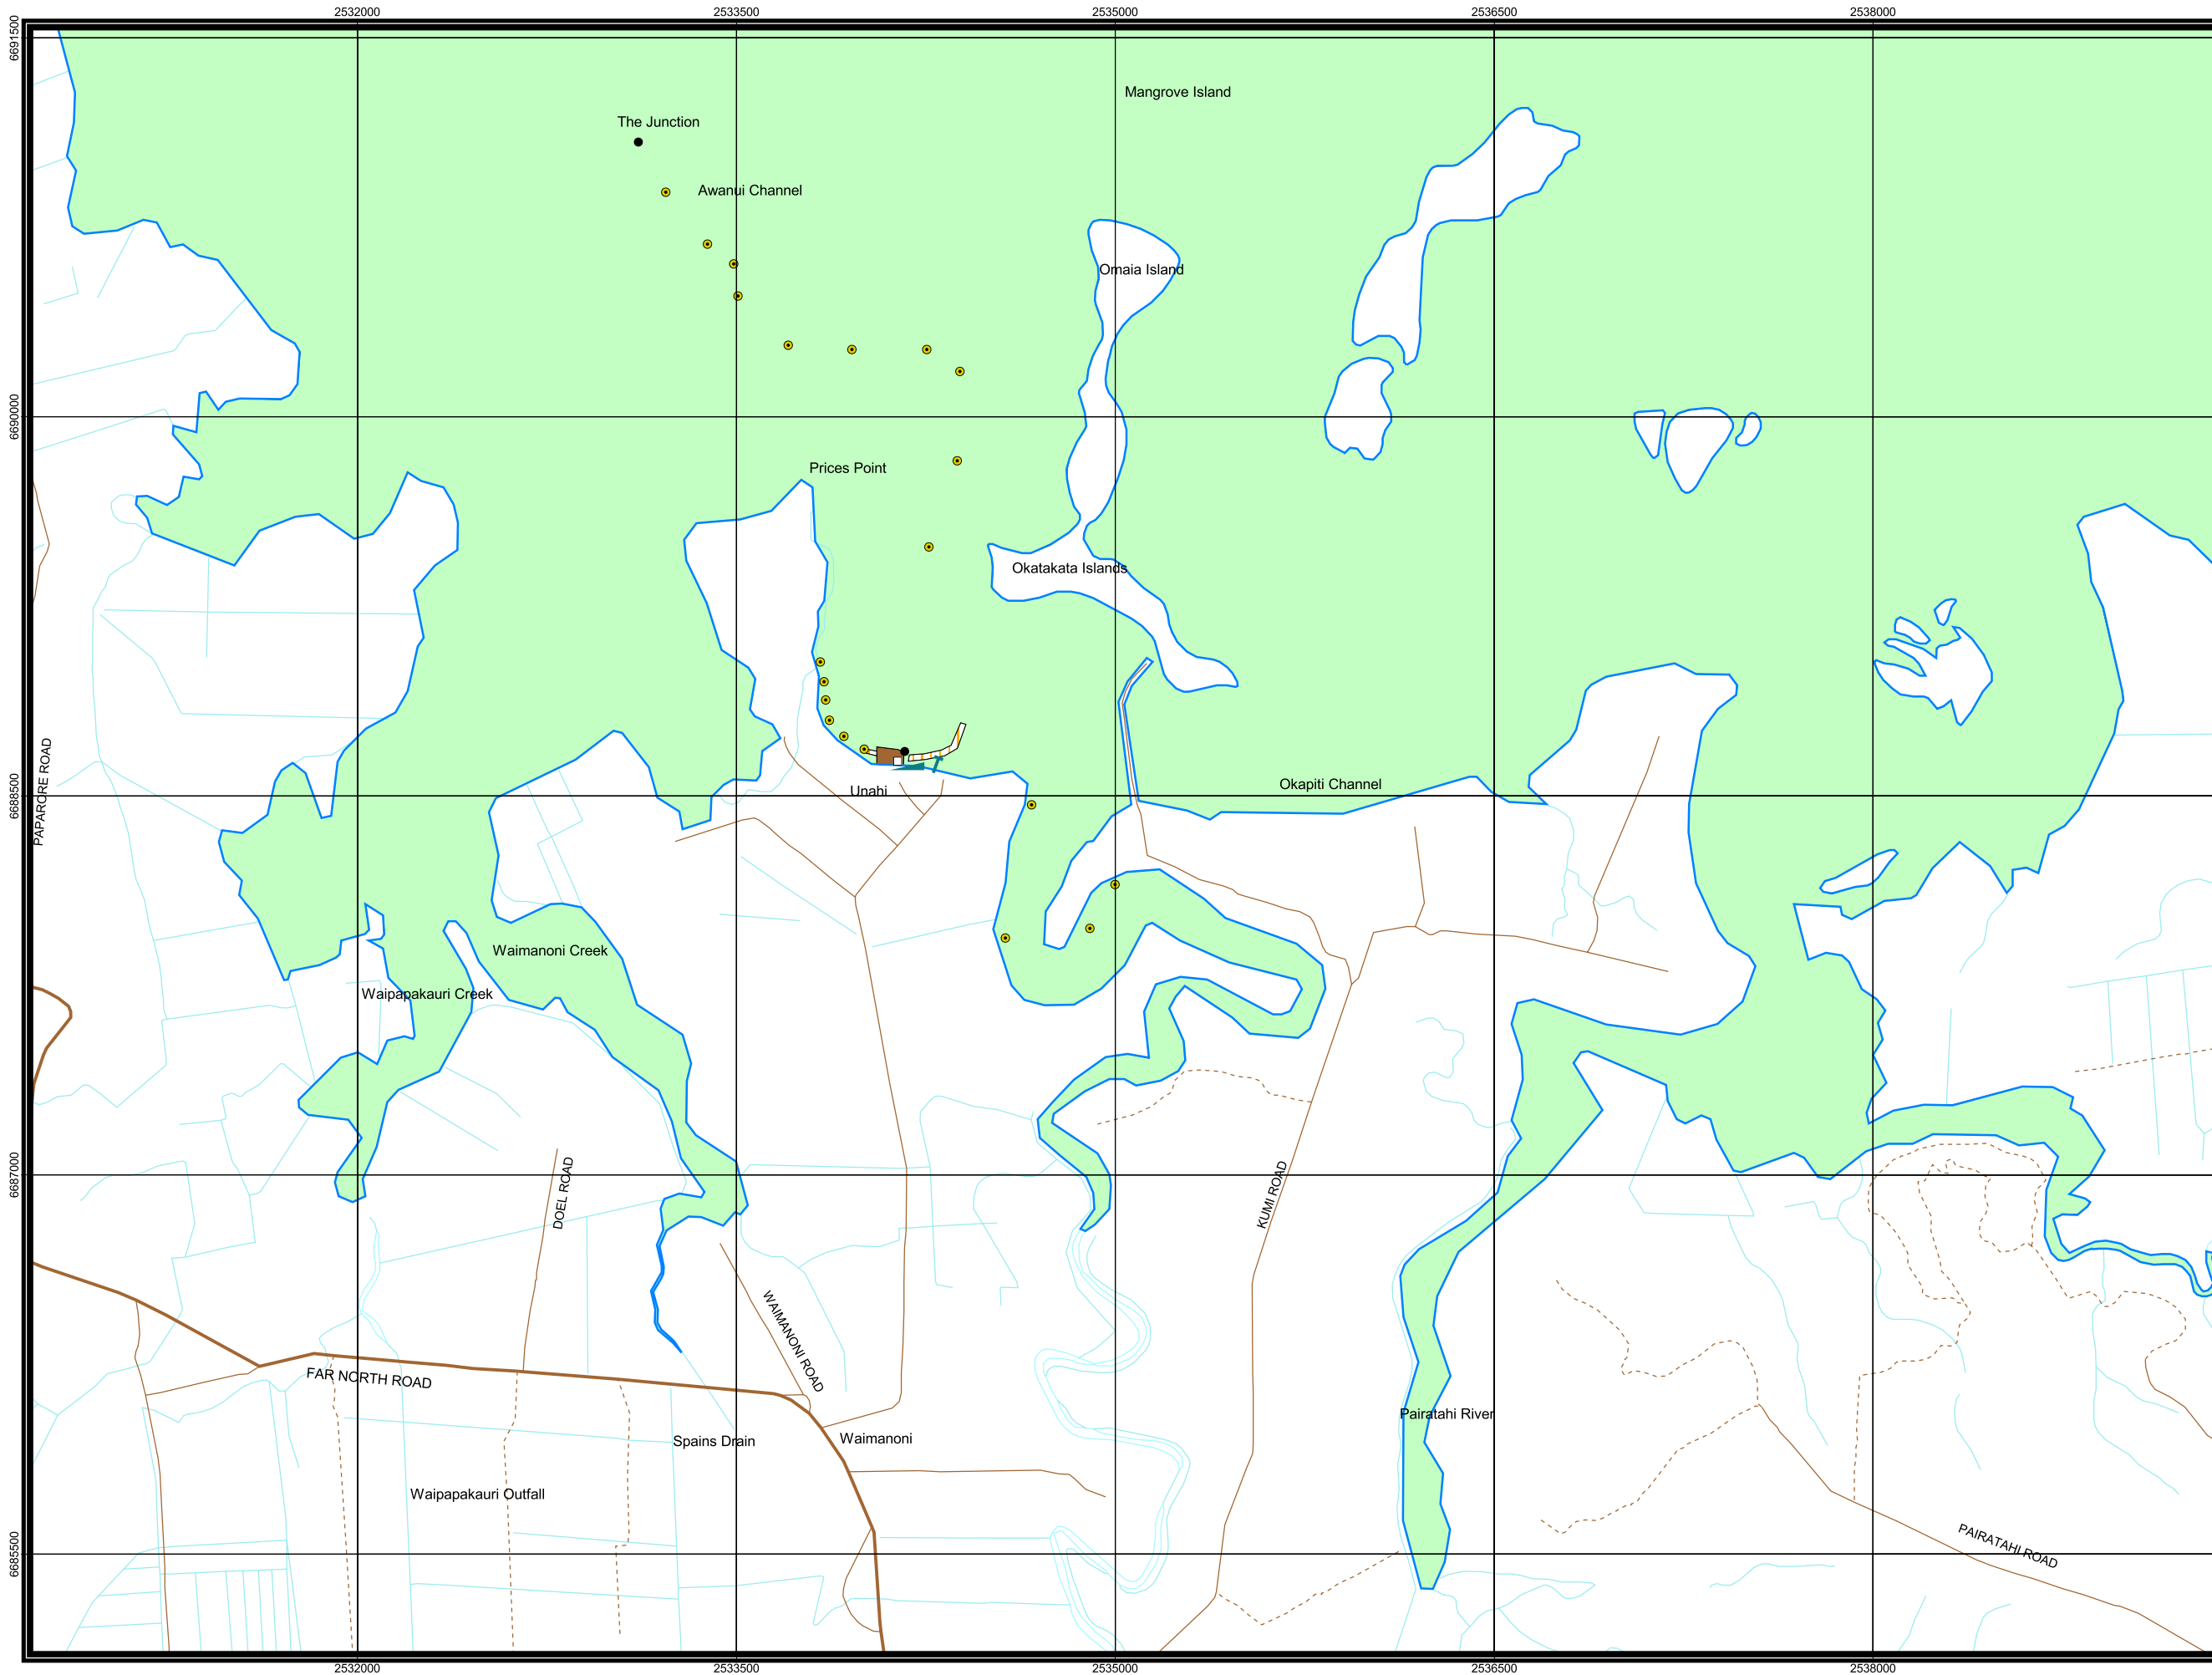 2532000 2533500 2535000 2536500 2538000
6691500
Mangrove Island
The Junction
Awanui Channel
Omaia Island
6690000
Prices Point
Okatakata Islands
PAPARORE ROAD
6688500
Unahi
Okapiti Channel
Waimanoni Creek
Waipapakauri Creek
6687000
DOEL ROAD
KUMI ROAD
WAIMANONI ROAD
FAR NORTH ROAD
Pairatahi River
Spains Drain
Waimanoni
Waipapakauri Outfall
6685500
PAIRATAHI ROAD
2532000 2533500 2535000 2536500 2538000